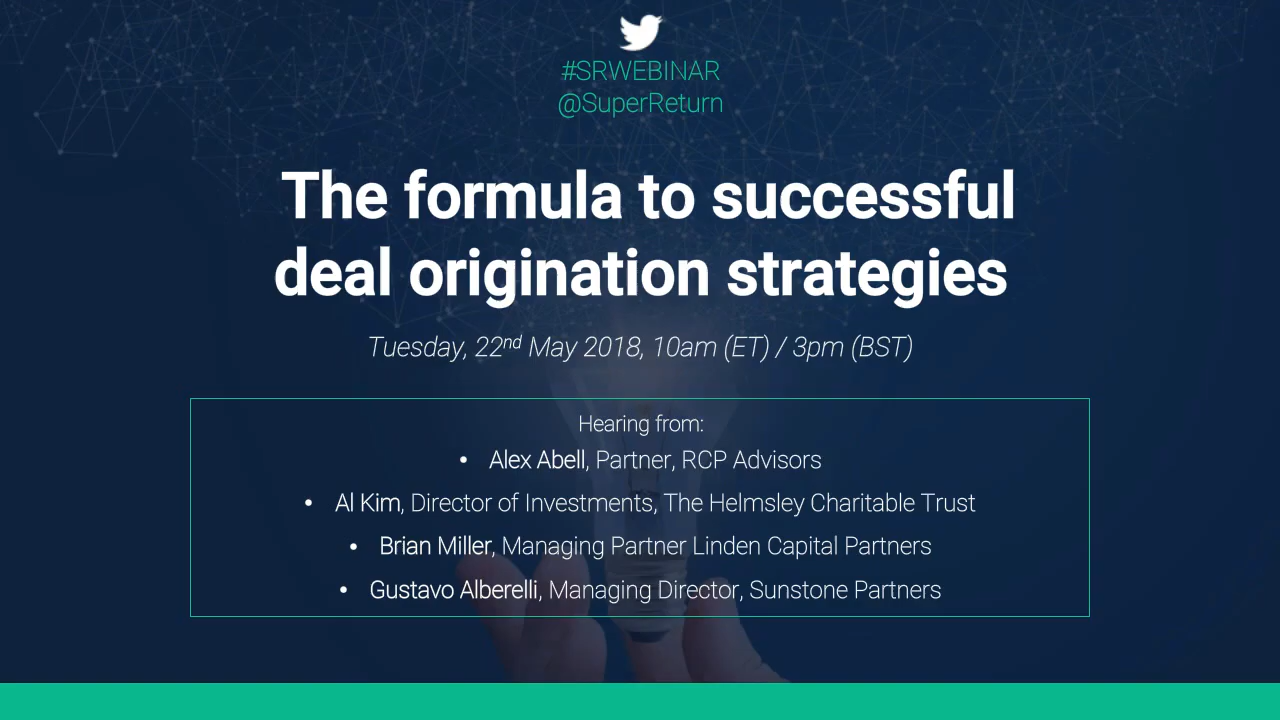 #SRWEBINAR
@SuperReturn
The formula to successful
deal origination strategies
Tuesday, 22nd May 2018, 10am (ET) / 3pm (BST)
Hearing from:
• Alex Abell, Partner, RCP Advisors
• Al Kim, Director of Investments, The Helmsley Charitable Trust
• Brian Miller, Managing Partner Linden Capital Partners
• Gustavo Alberelli, Managing Director, Sunstone Partners